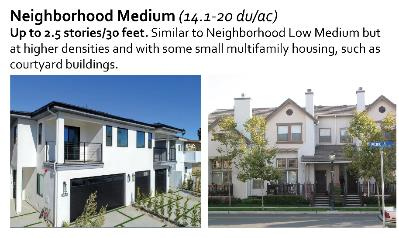 Neighborhood Medium (14.1-20 du/ac)
Up to 2.5 stories/30 feet. Similar to Neighborhood Low Medium but
at higher densities and with some small multifamily housing, such as
courtyard buildings.